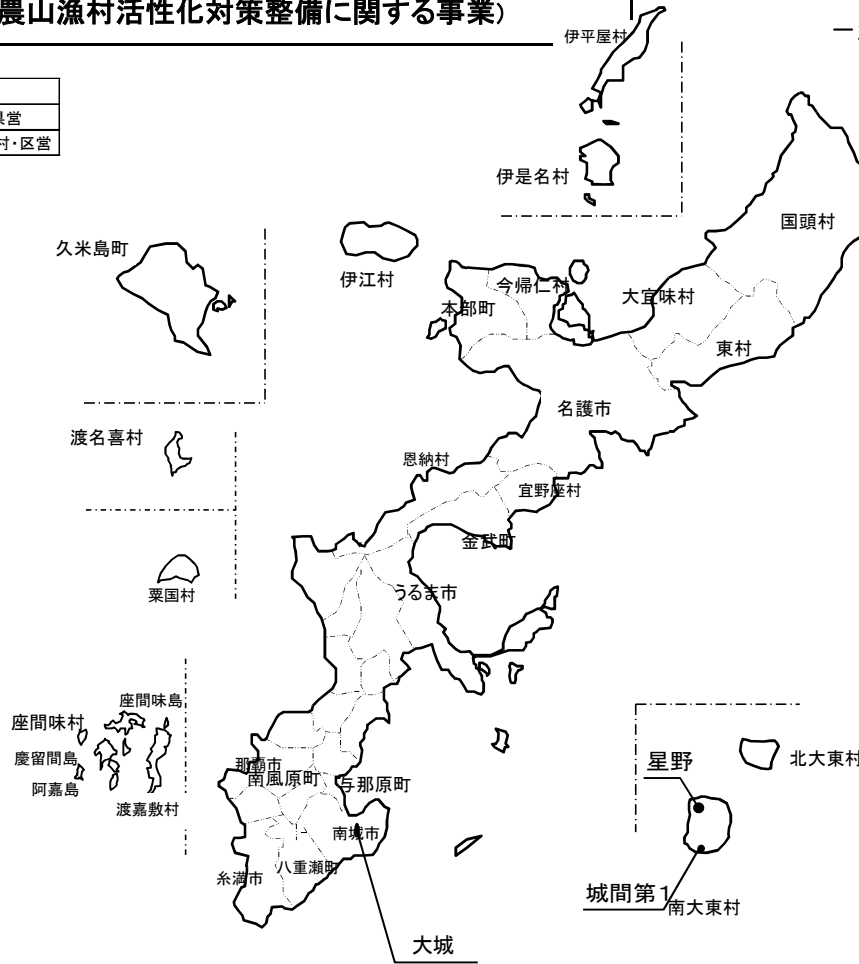 農山漁村活性化対策整備に関する事業）
伊平屋村
営
村・区営
伊是名村
国頭村
久米島町
伊江村
今帰仁村
大宜味村
本部町
東村
名護市
渡名喜村
恩納村
宜野座村
金武町
粟国村
うるま市
座間味島
座間味村
慶留間島
阿嘉島
渡嘉敷村
那覇市
南風原町
与那原町
北大東村
星野
南城市
八重瀬町
糸満市
城間第1
南大東村
大城